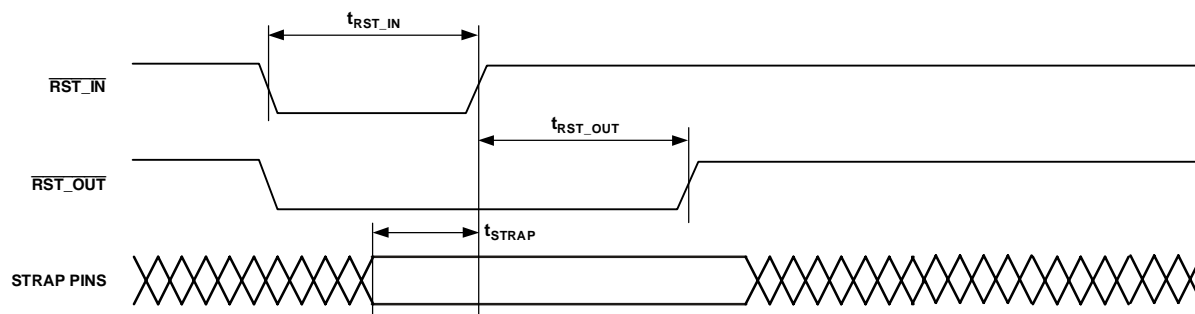 tRST_IN
RST_IN
tRST_OUT
RST_OUT
tSTRAP
STRAP PINS